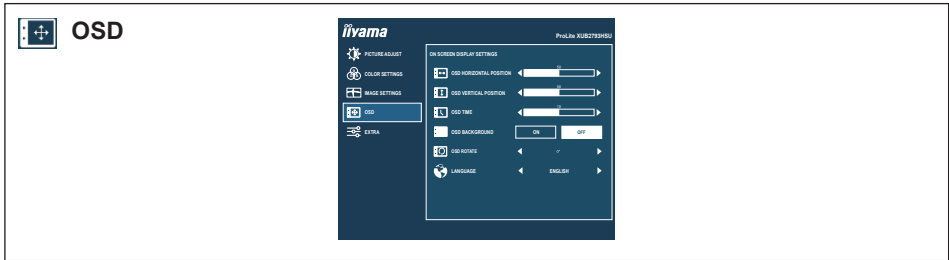 OSD
iiyama
ProLite XUB2793HSU
PICTURE ADJUST
COLOR SETTINGS
IMAGE SETTINGS
OSD
EXTRA
ON SCREEN DISPLAY SETTINGS
OSD HORIZONTAL POSITION
50
OSD VERTICAL POSITION
OSD TIME
OSD BACKGROUND
ON
OFF
OSD ROTATE
LANGUAGE
ENGLISH